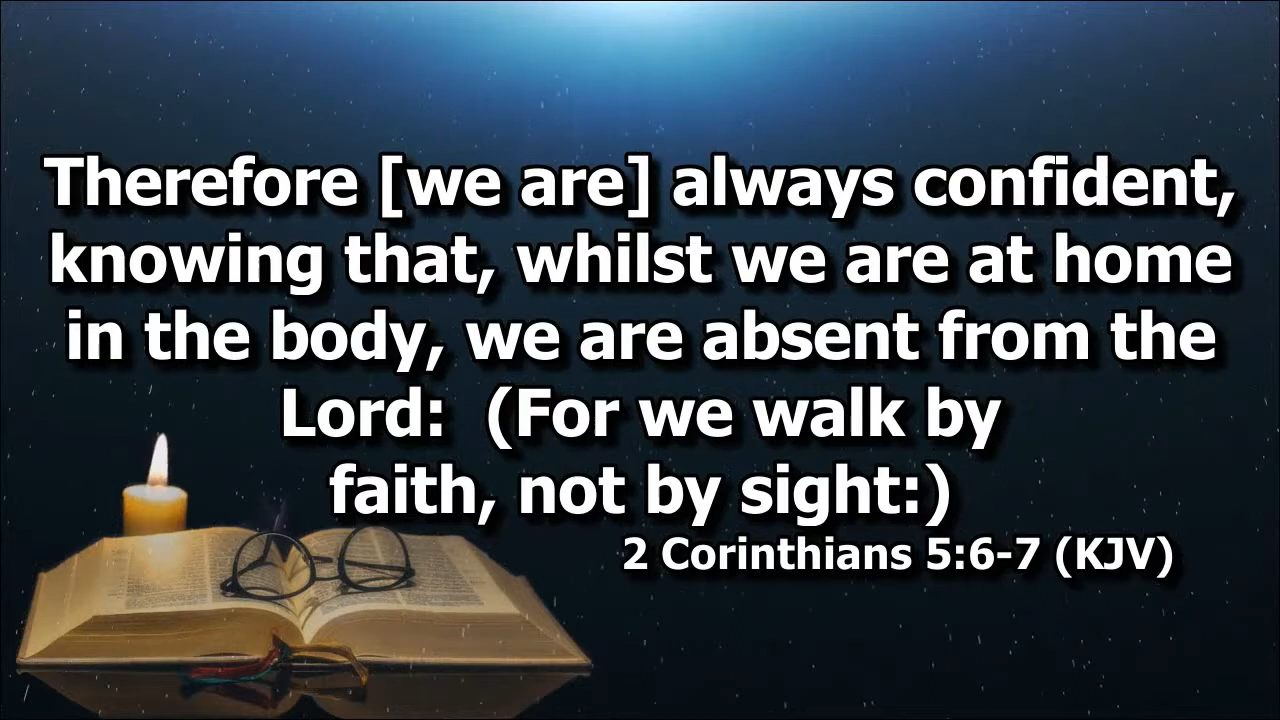 Therefore [we are] always confident,
knowing that, whilst we are at home
in the body, we are absent from the
Lord:  (For we walk by
faith, not by sight:)
2 Corinthians 5:6-7 (KJV)